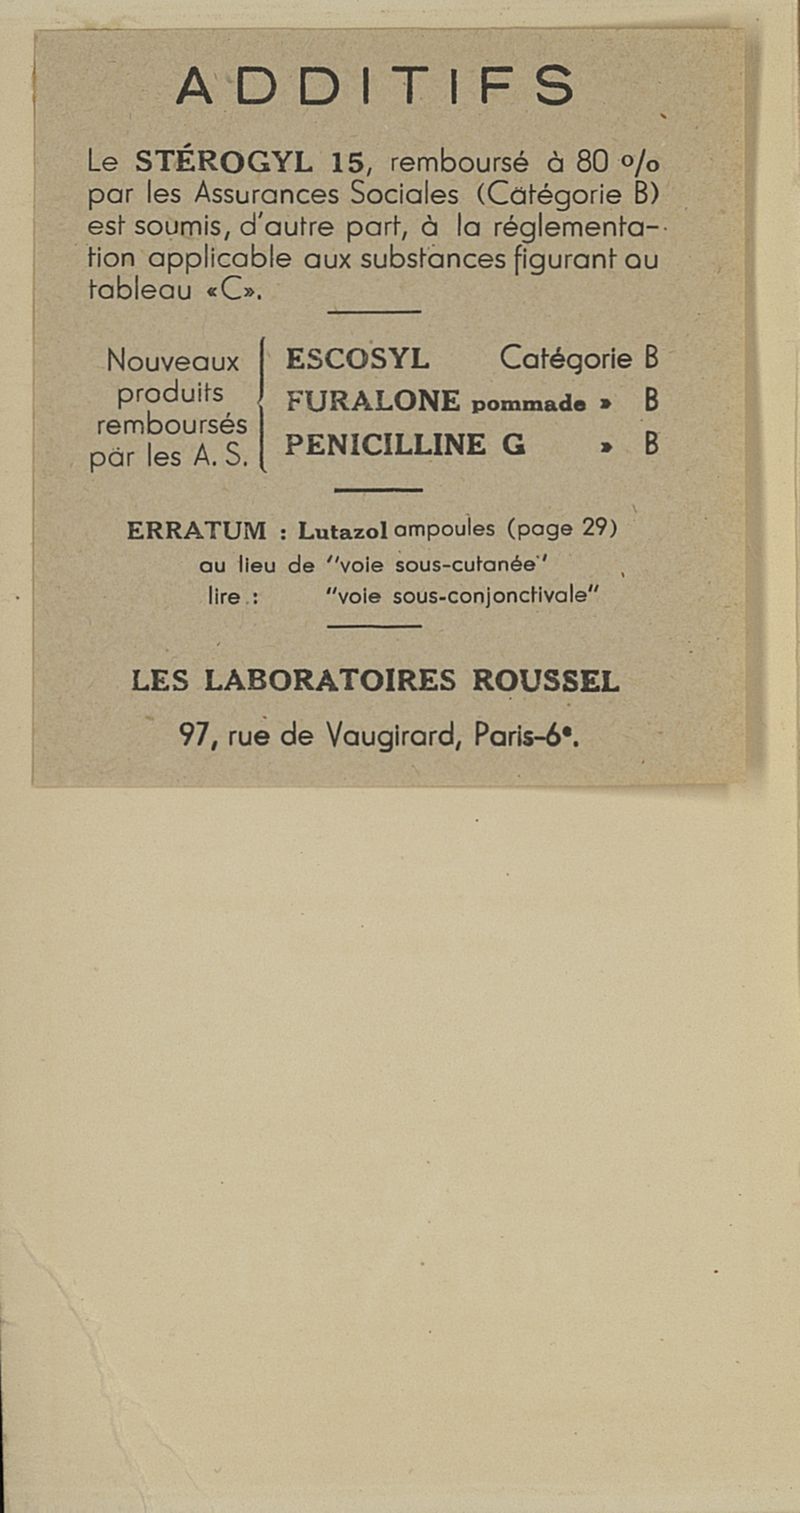 ADDITIFS
Le STÉROGYL 15, remboursé à 80 %
par les Assurances Sociales (Catégorie B)
est soumis, d'autre part, à la réglementa-
tion applicable aux substances figurant au
tableau «C».
Nouveaux
produits
remboursés
par les A. S.
ESCOSYL Catégorie B
FURALONE pommade » B
PENICILLINE G » B
ERRATUM : Lutazol ampoules (page 29)
au lieu de "voie sous-cutanée"
lire : "voie sous-conjonctivale"
LES LABORATOIRES ROUSSEL
97, rue de Vaugirard, Paris-6e.